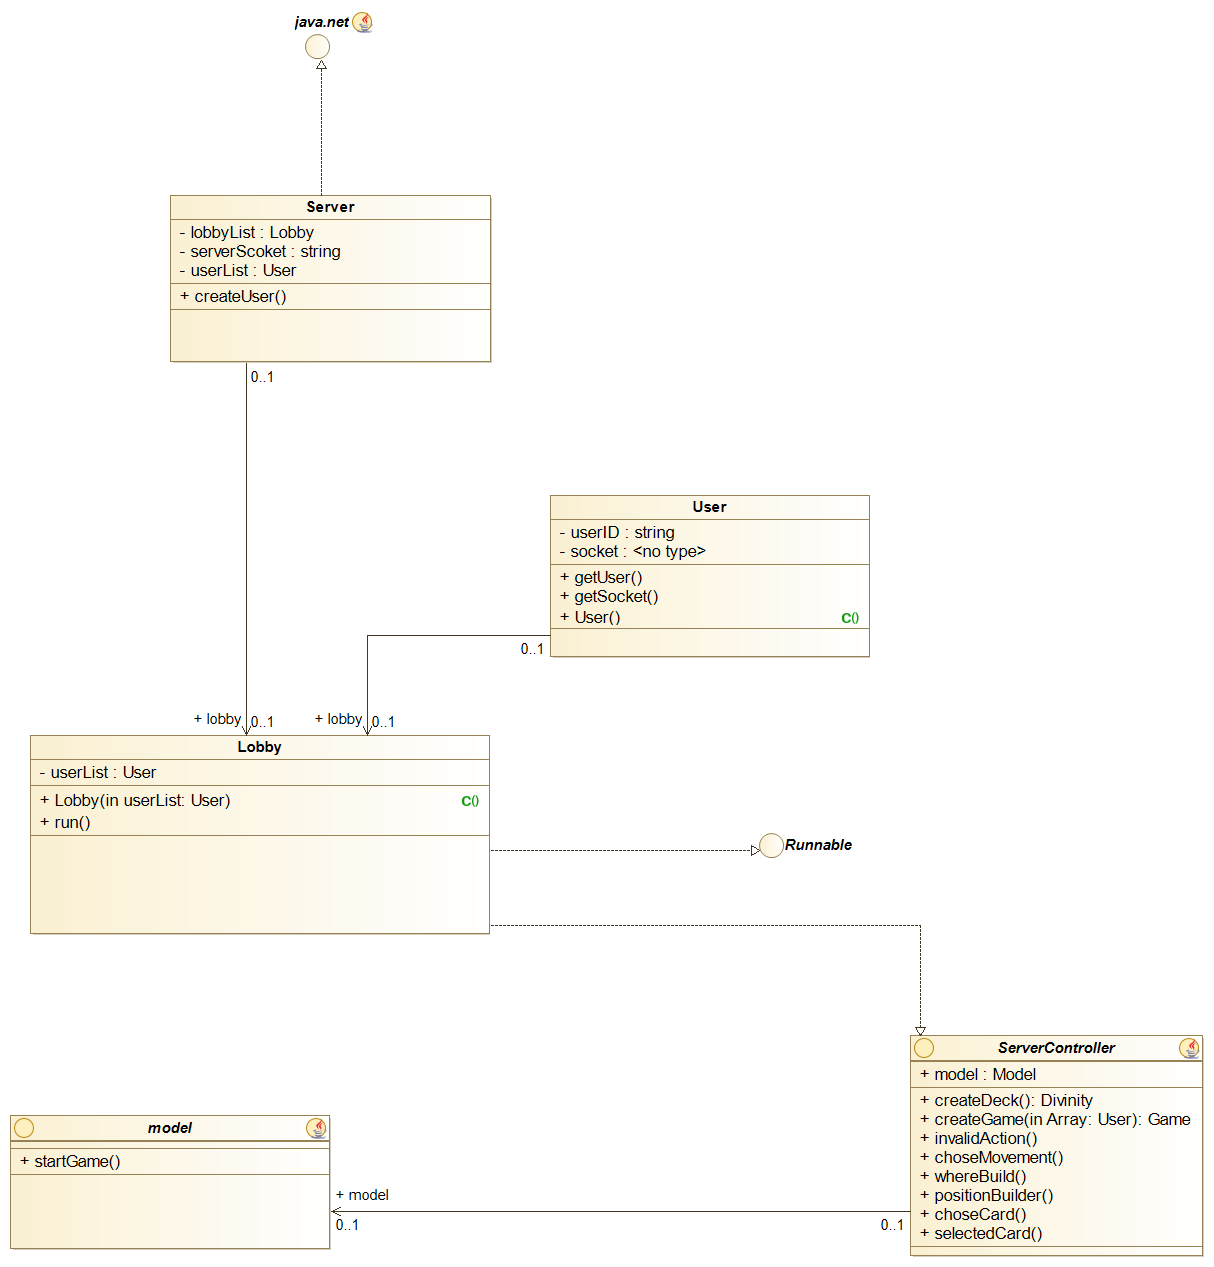 java.net
Server
- lobbyList : Lobby
- serverScoket : string
- userList : User
+ createUser()
0..1
User
- userID : string
- socket : <no type>
+ getUser()
+ getSocket()
+ User()
C()
0..1
+ lobby
0..1
+ lobby
0..1
Lobby
- userList : User
+ Lobby(in userList: User)
C()
+ run()
Runnable
ServerController
+ model : Model
+ createDeck(): Divinity
+ createGame(in Array: User): Game
+ invalidAction()
+ choseMovement()
+ whereBuild()
+ positionBuilder()
+ choseCard()
+ selectedCard()
model
+ startGame()
+ model
0..1
0..1